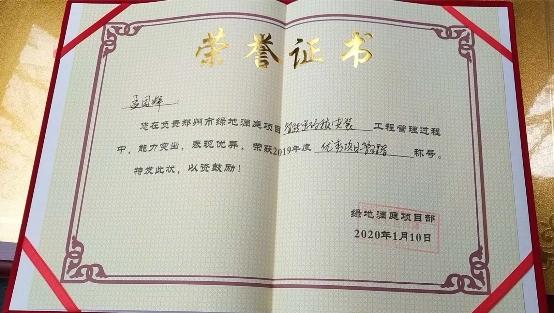 荣誉证书
孟国辉
您在负责郑州市绿地澜庭项目智能安防安装工程管理过程
中，能力突出，表现优异，荣获2019年度优秀项目经理称号。
特发此状，以资鼓励！
绿地澜庭项目部
2020年1月10日